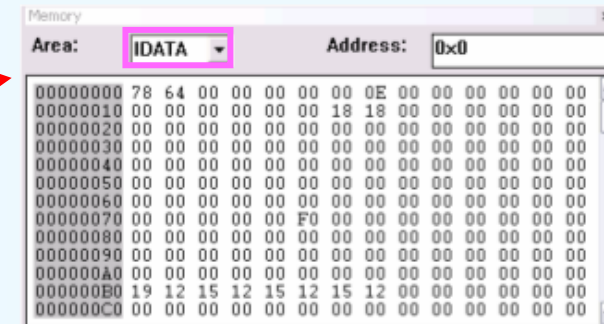 Memory
Area: IDATA Address: 0x0
00000000 78 64 00 00 00 00 00 00 0E 00 00 00 00 00 00 00
00000010 00 00 00 00 00 00 00 18 18 00 00 00 00 00 00 00
00000020 00 00 00 00 00 00 00 00 00 00 00 00 00 00 00 00
00000030 00 00 00 00 00 00 00 00 00 00 00 00 00 00 00 00
00000040 00 00 00 00 00 00 00 00 00 00 00 00 00 00 00 00
00000050 00 00 00 00 00 00 00 00 00 00 00 00 00 00 00 00
00000060 00 00 00 00 00 00 00 00 00 00 00 00 00 00 00 00
00000070 00 00 00 00 00 F0 00 00 00 00 00 00 00 00 00 00
00000080 00 00 00 00 00 00 00 00 00 00 00 00 00 00 00 00
00000090 00 00 00 00 00 00 00 00 00 00 00 00 00 00 00 00
000000A0 00 00 00 00 00 00 00 00 00 00 00 00 00 00 00 00
000000B0 19 12 15 12 15 12 15 12 00 00 00 00 00 00 00 00
000000C0 00 00 00 00 00 00 00 00 00 00 00 00 00 00 00 00